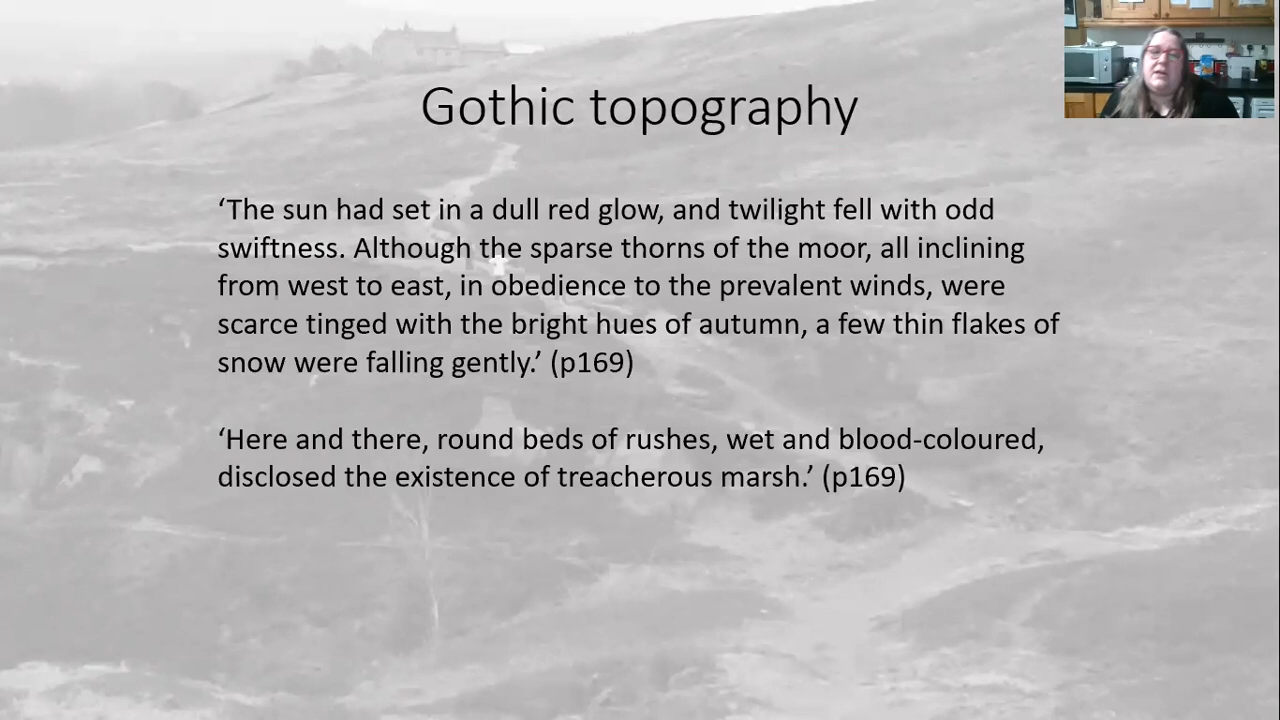 Gothic topography
‘The sun had set in a dull red glow, and twilight fell with odd
swiftness. Although the sparse thorns of the moor, all inclining
from west to east, in obedience to the prevalent winds, were
scarce tinged with the bright hues of autumn, a few thin flakes of
snow were falling gently.’ (p169)
‘Here and there, round beds of rushes, wet and blood-coloured,
disclosed the existence of treacherous marsh.’ (p169)